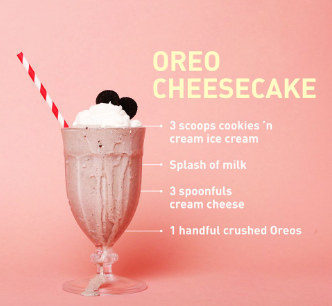 OREO
CHEESECAKE
3 scoops cookies 'n
cream ice cream
Splash of milk
3 spoonfuls
cream cheese
1 handful crushed Oreos